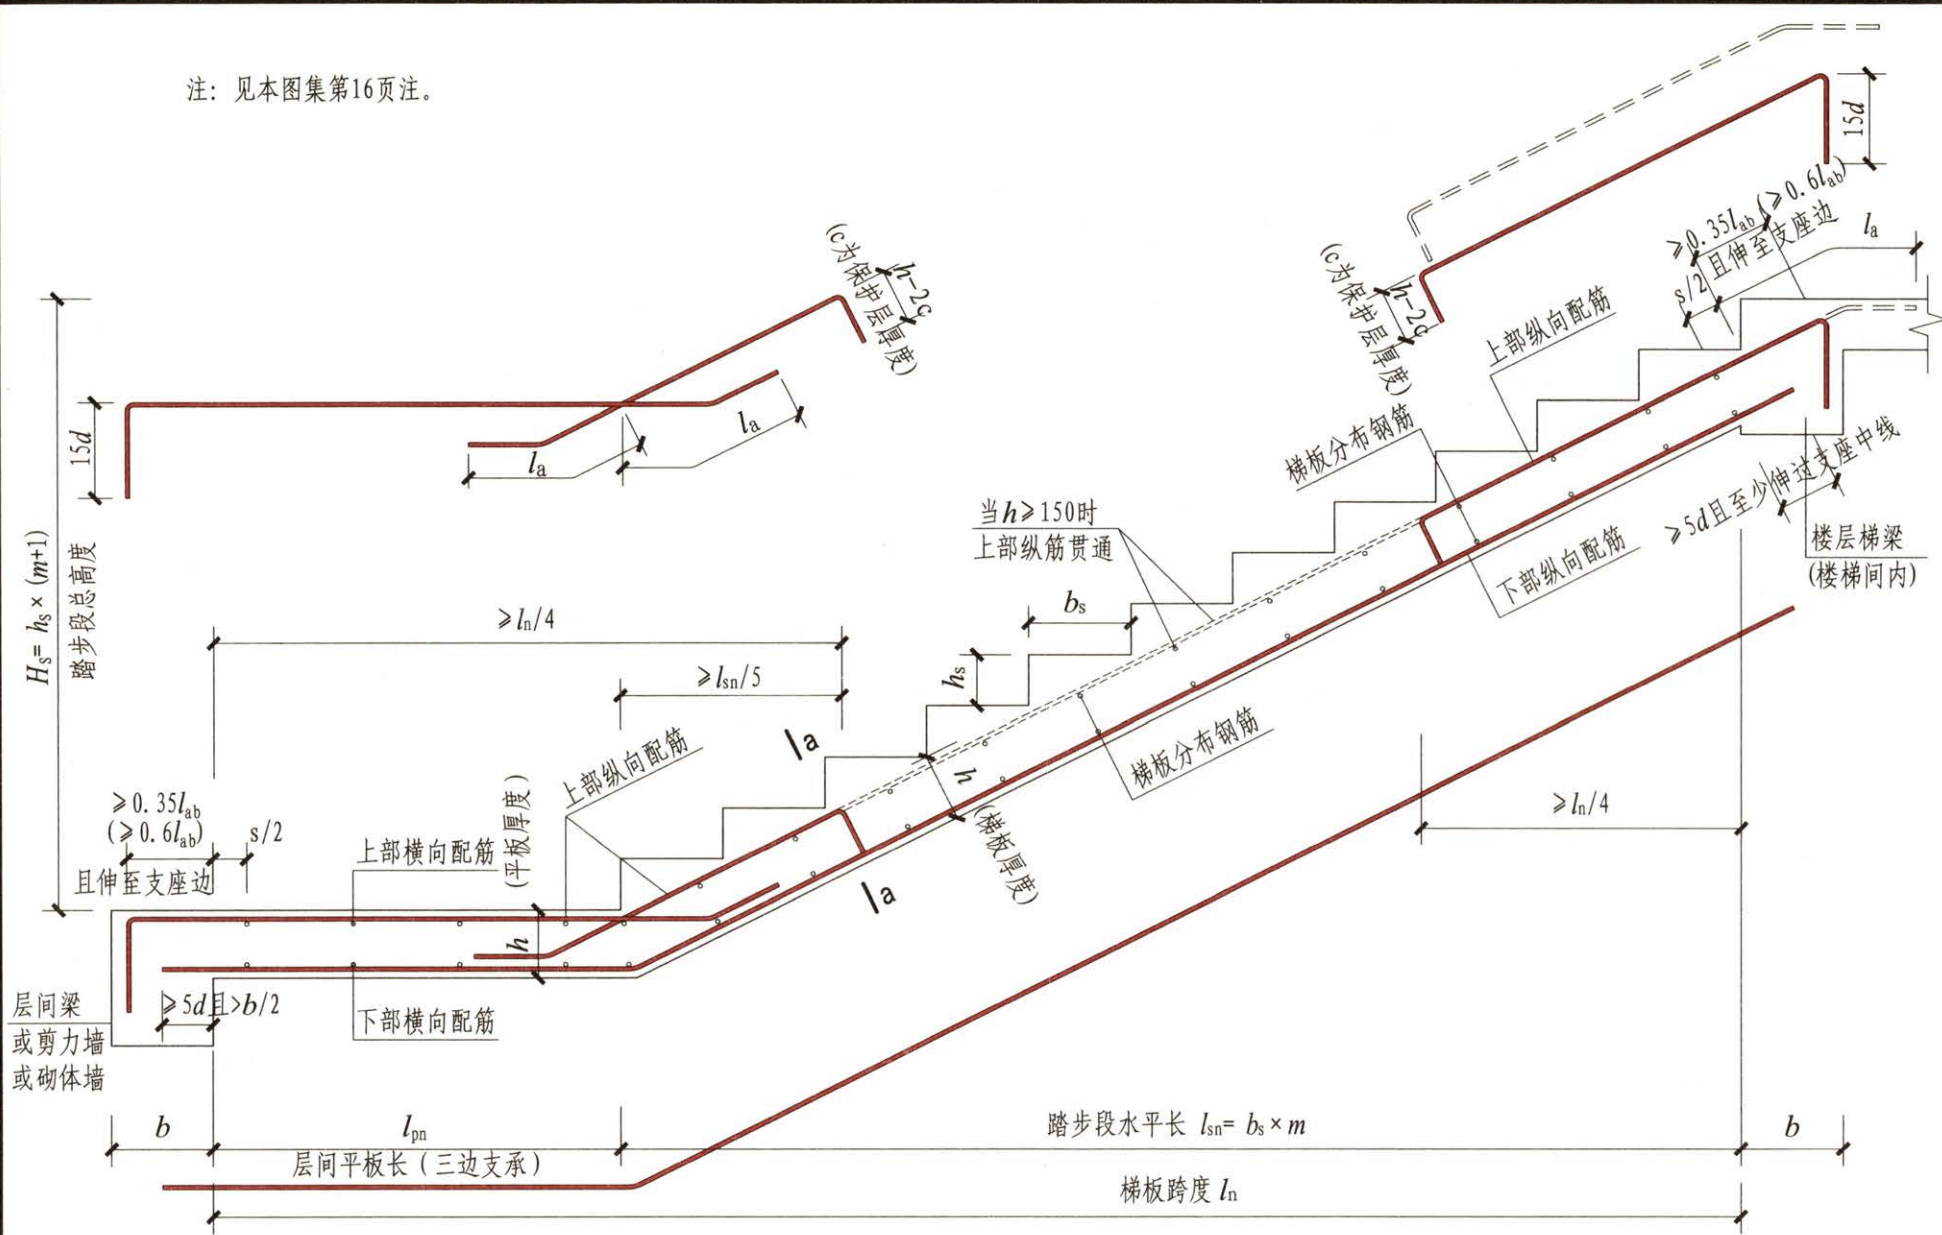 注: 见本图集第16页注。
15d
≥0.35lab (≥0.6lab)
且伸至支座边
s/2
la
(c为保护层厚度)
h-2c
(c为保护层厚度)
h-2c
上部纵向配筋
15d
la
la
梯板分布钢筋
当h≥150时
上部纵筋贯通
Hs= hs×(m+1)
踏步段总高度
≥5d且至少伸过支座中线
下部纵向配筋
楼层梯梁
(楼梯间内)
≥ln/4
bs
≥lsn/5
hs
a
上部纵向配筋
h
(梯板厚度)
梯板分布钢筋
≥ln/4
≥0.35lab
(≥0.6lab)
s/2
且伸至支座边
上部横向配筋
(平板厚度)
h
a
层间梁
或剪力墙
或砌体墙
≥5d且>b/2
下部横向配筋
b
lpn
层间平板长(三边支承)
踏步段水平长 lsn= bs×m
b
梯板跨度 ln